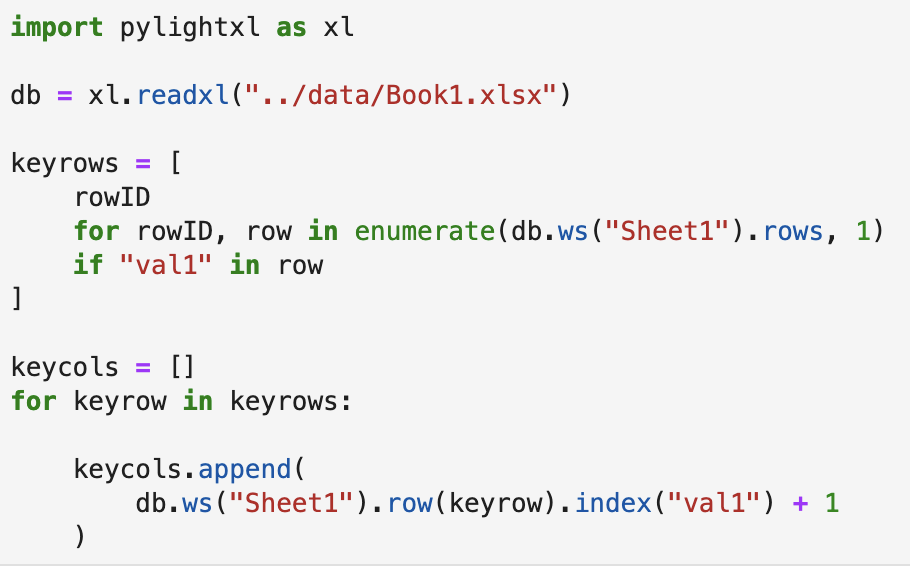 import pylightxl as xl
db = xl.readxl("../data/Book1.xlsx")
keyrows = [
    rowID
    for rowID, row in enumerate(db.ws("Sheet1").rows, 1)
    if "val1" in row
]
keycols = []
for keyrow in keyrows:
    keycols.append(
        db.ws("Sheet1").row(keyrow).index("val1") + 1
    )